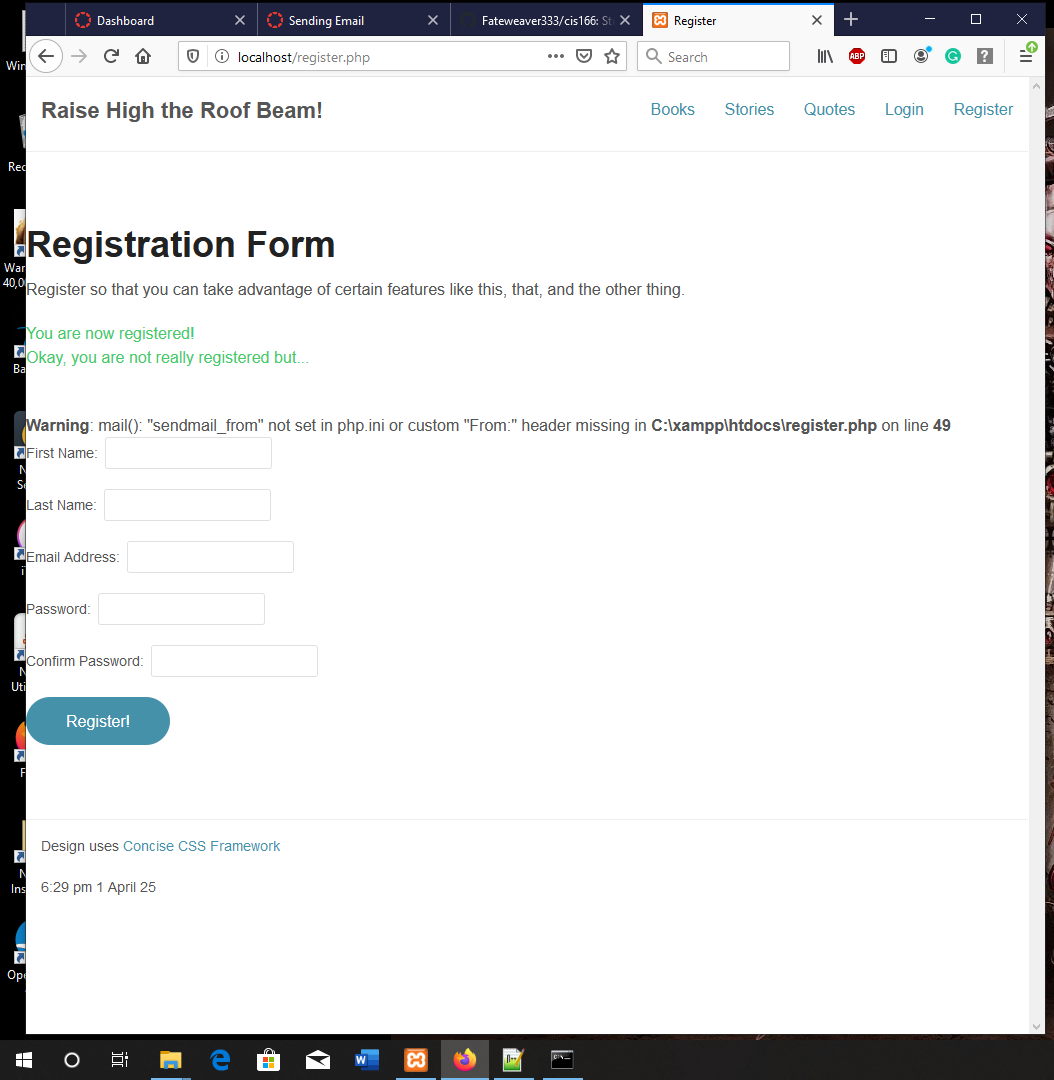 Dashboard
Sending Email
Fateweaver333/cis166: St
Register
localhost/register.php
Search
ABP
Raise High the Roof Beam!
Books
Stories
Quotes
Login
Register
Registration Form
Register so that you can take advantage of certain features like this, that, and the other thing.
You are now registered!
Okay, you are not really registered but...
Warning: mail(): "sendmail_from" not set in php.ini or custom "From:" header missing in C:\xampp\htdocs\register.php on line 49
First Name:
Last Name:
Email Address:
Password:
Confirm Password:
Register!
Design uses Concise CSS Framework
6:29 pm 1 April 25